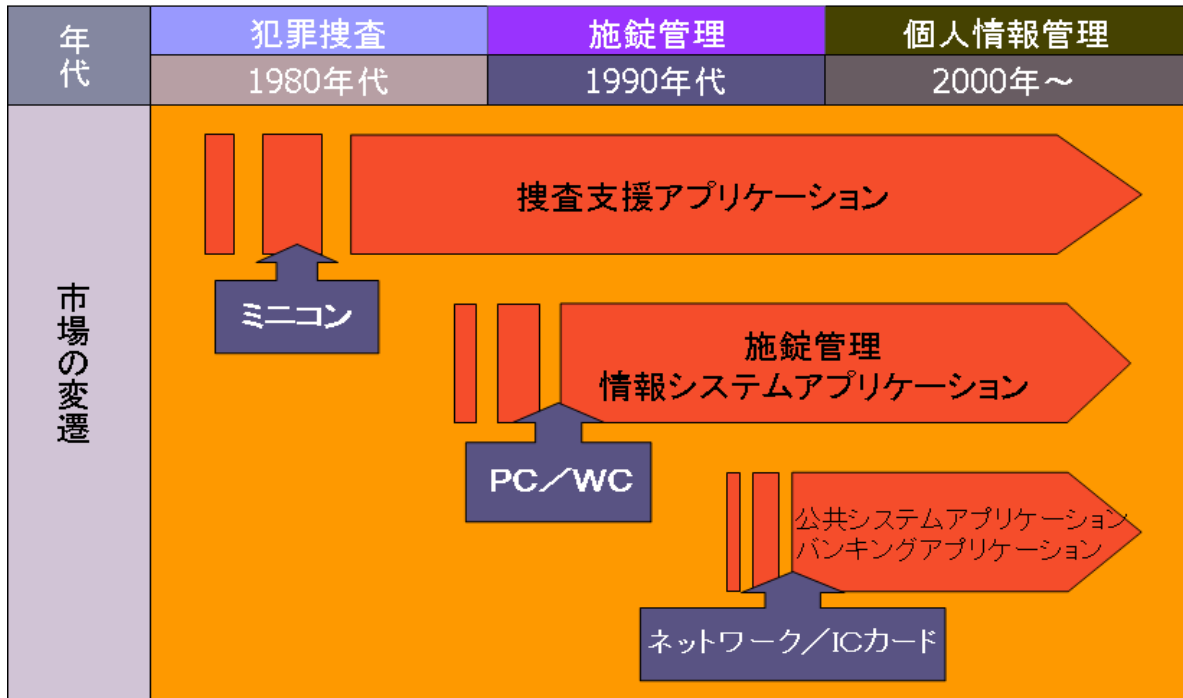 年代
犯罪捜査
施錠管理
個人情報管理
1980年代
1990年代
2000年～
市場の変遷
捜査支援アプリケーション
ミニコン
施錠管理
情報システムアプリケーション
PC／WC
公共システムアプリケーション
バンキングアプリケーション
ネットワーク／ICカード